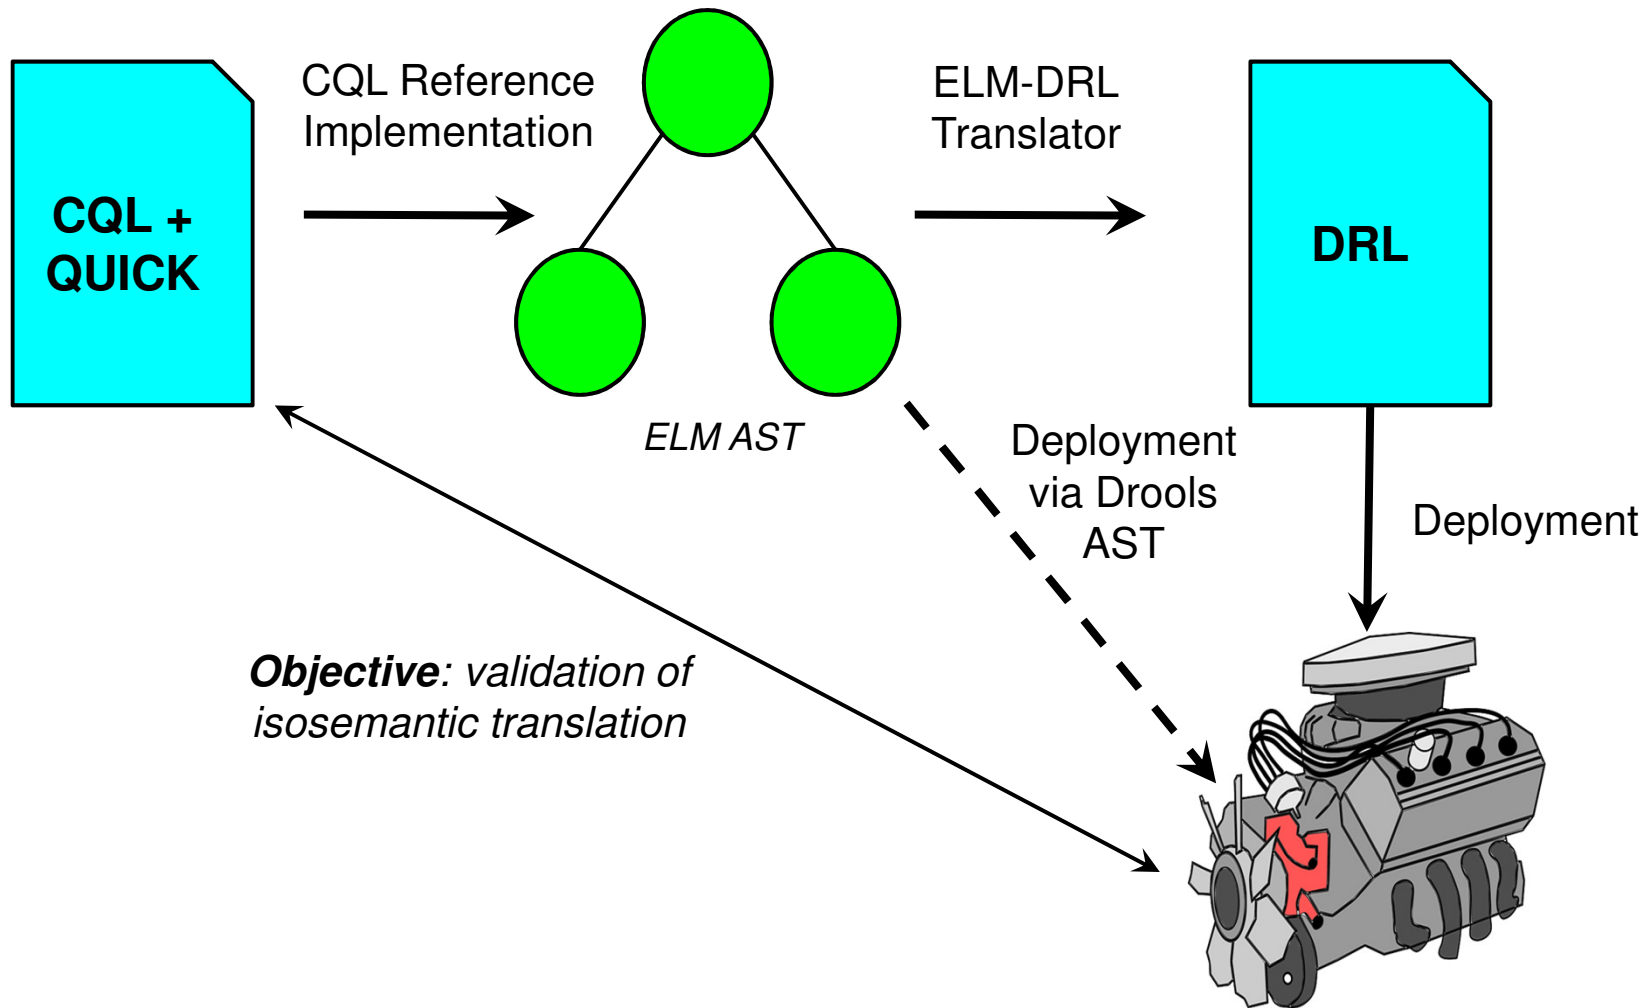 CQL Reference
Implementation
ELM-DRL
Translator
CQL +
QUICK
DRL
ELM AST
Deployment
via Drools
AST
Deployment
Objective: validation of
isosemantic translation